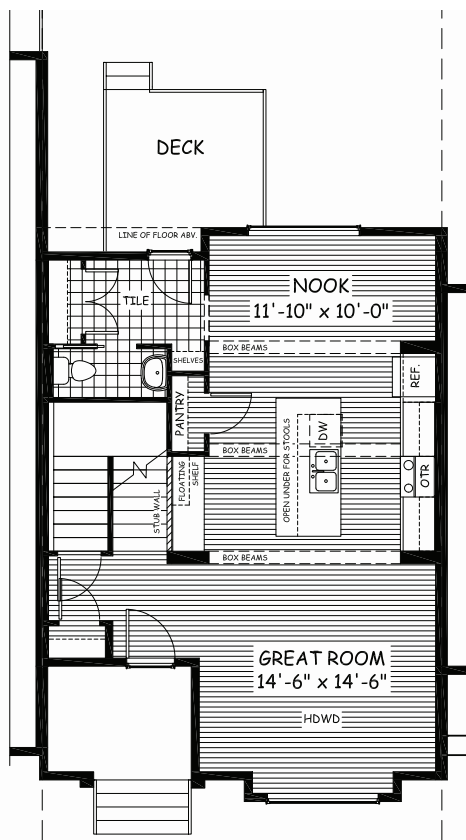 DECK
LINE OF FLOOR ABV.
NOOK
11'-10" x 10'-0"
TILE
BOX BEAMS
SHELVES
REF.
PANTRY
OPEN UNDER FOR STOOLS
DW
BOX BEAMS
FLOATING
SHELF
OTR
STUB WALL
BOX BEAMS
GREAT ROOM
14'-6" x 14'-6"
HDWD